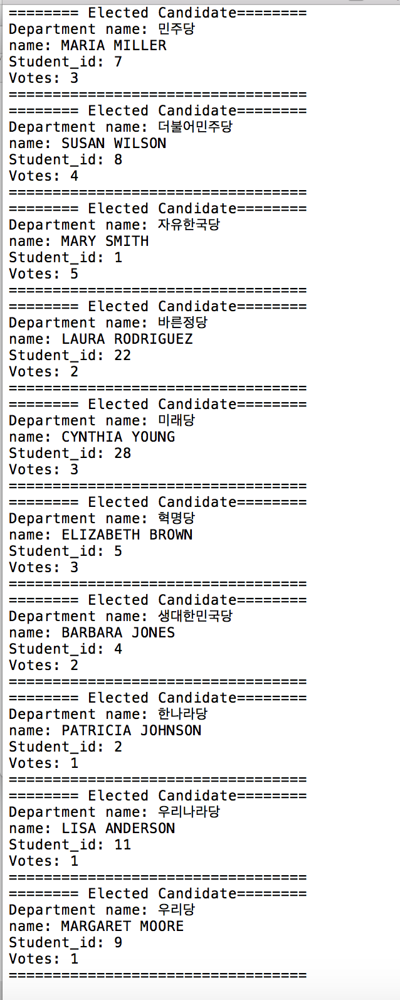 ======== Elected Candidate========
Department name: 민주당
name: MARIA MILLER
Student_id: 7
Votes: 3
==================================
======== Elected Candidate========
Department name: 더불어민주당
name: SUSAN WILSON
Student_id: 8
Votes: 4
==================================
======== Elected Candidate========
Department name: 자유한국당
name: MARY SMITH
Student_id: 1
Votes: 5
==================================
======== Elected Candidate========
Department name: 바른정당
name: LAURA RODRIGUEZ
Student_id: 22
Votes: 2
==================================
======== Elected Candidate========
Department name: 미래당
name: CYNTHIA YOUNG
Student_id: 28
Votes: 3
==================================
======== Elected Candidate========
Department name: 혁명당
name: ELIZABETH BROWN
Student_id: 5
Votes: 3
==================================
======== Elected Candidate========
Department name: 생대한민국당
name: BARBARA JONES
Student_id: 4
Votes: 2
==================================
======== Elected Candidate========
Department name: 한나라당
name: PATRICIA JOHNSON
Student_id: 2
Votes: 1
==================================
======== Elected Candidate========
Department name: 우리나라당
name: LISA ANDERSON
Student_id: 11
Votes: 1
==================================
======== Elected Candidate========
Department name: 우리당
name: MARGARET MOORE
Student_id: 9
Votes: 1
==================================